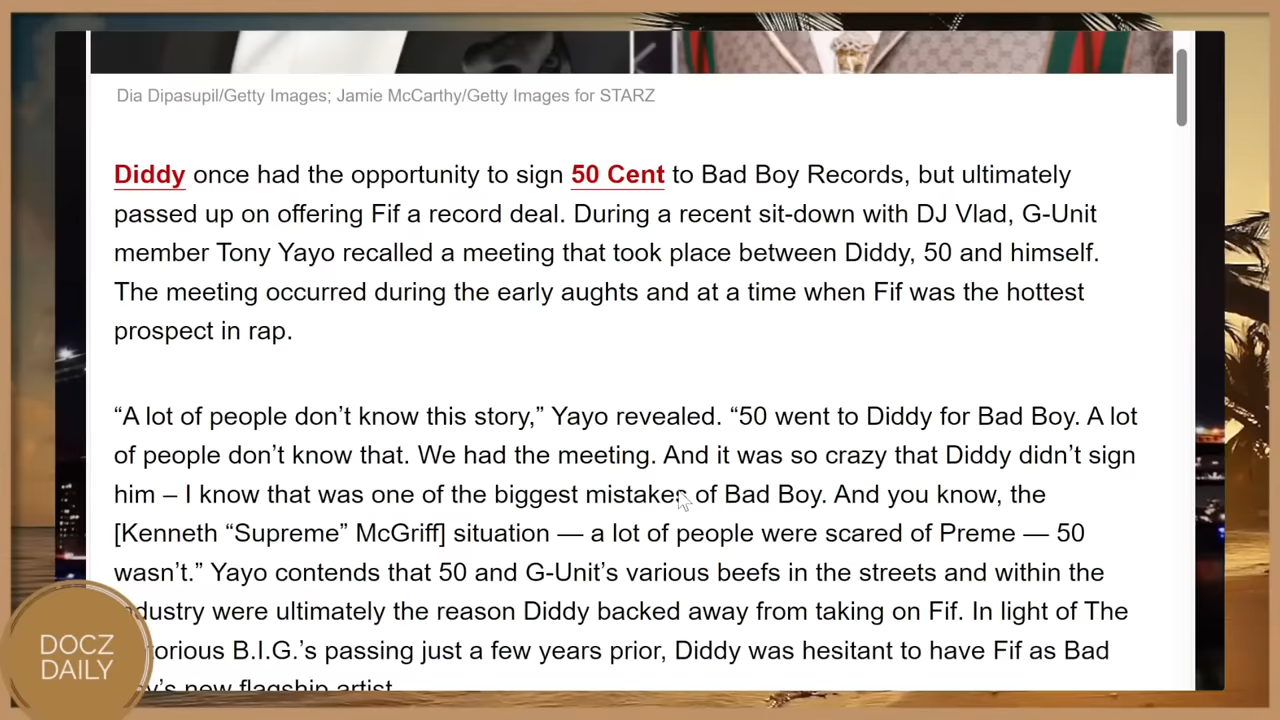 Dia Dipasupil/Getty Images; Jamie McCarthy/Getty Images for STARZ
Diddy once had the opportunity to sign 50 Cent to Bad Boy Records, but ultimately
passed up on offering Fif a record deal. During a recent sit-down with DJ Vlad, G-Unit
member Tony Yayo recalled a meeting that took place between Diddy, 50 and himself.
The meeting occurred during the early aughts and at a time when Fif was the hottest
prospect in rap.
“A lot of people don’t know this story,” Yayo revealed. “50 went to Diddy for Bad Boy. A lot
of people don’t know that. We had the meeting. And it was so crazy that Diddy didn’t sign
him – I know that was one of the biggest mistakes of Bad Boy. And you know, the
[Kenneth “Supreme” McGriff] situation — a lot of people were scared of Preme — 50
wasn’t.” Yayo contends that 50 and G-Unit’s various beefs in the streets and within the
dustry were ultimately the reason Diddy backed away from taking on Fif. In light of The
torious B.I.G.’s passing just a few years prior, Diddy was hesitant to have Fif as Bad
y’s new flagship artist.
DOCZ
DAILY